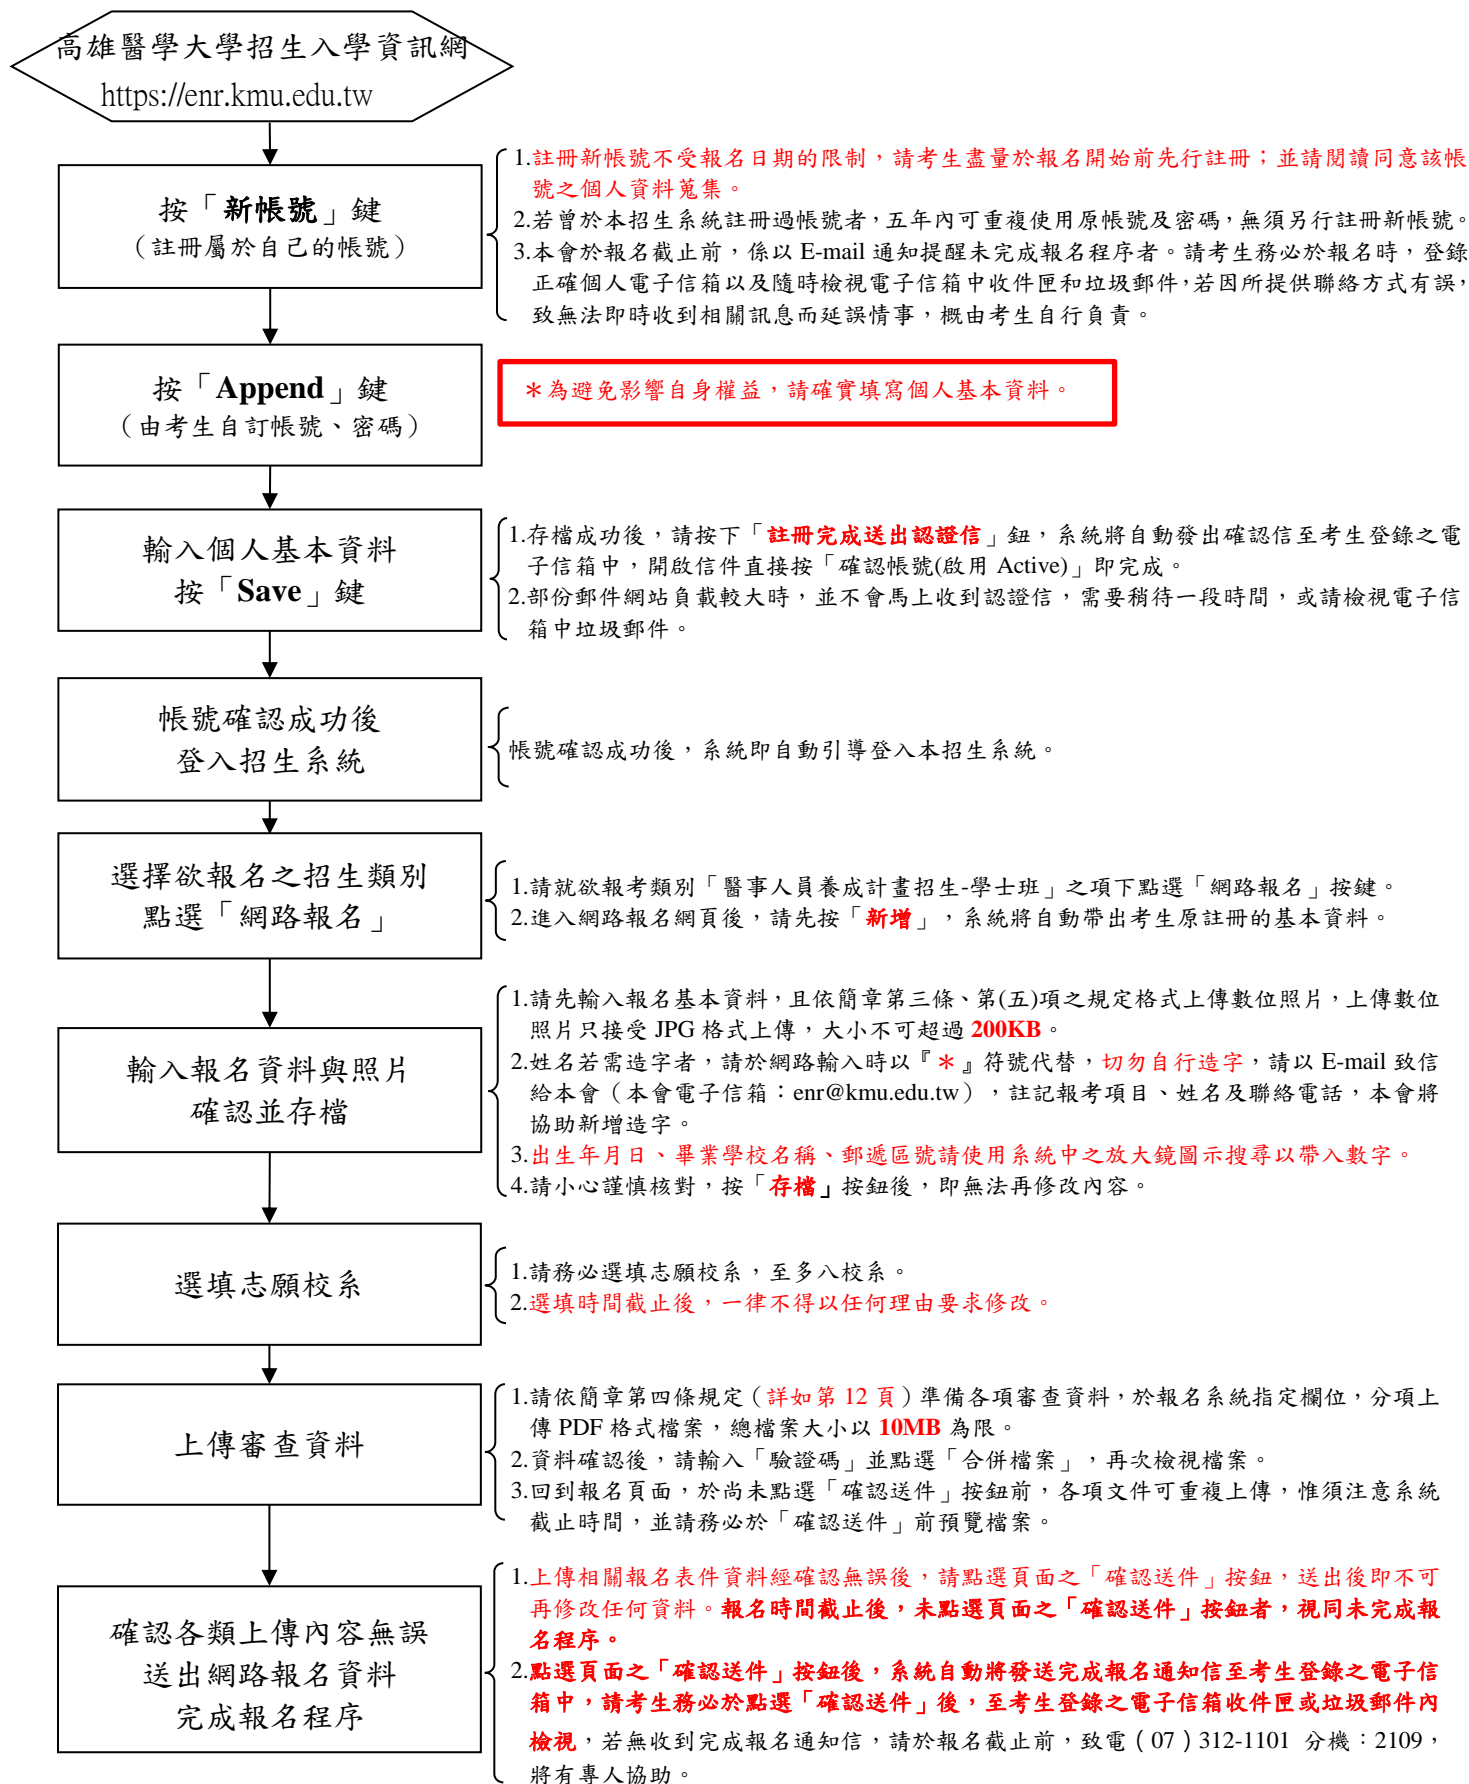 高雄醫學大學招生入學資訊網
https://enr.kmu.edu.tw
按「新帳號」鍵
（註冊屬於自己的帳號）
1.註冊新帳號不受報名日期的限制，請考生盡量於報名開始前先行註冊；並請閱讀同意該帳
號之個人資料蒐集。
2.若曾於本招生系統註冊過帳號者，五年內可重複使用原帳號及密碼，無須另行註冊新帳號。
3.本會於報名截止前，係以 E-mail 通知提醒未完成報名程序者。請考生務必於報名時，登錄
正確個人電子信箱以及隨時檢視電子信箱中收件匣和垃圾郵件，若因所提供聯絡方式有誤，
致無法即時收到相關訊息而延誤情事，概由考生自行負責。
按「Append」鍵
（由考生自訂帳號、密碼）
＊為避免影響自身權益，請確實填寫個人基本資料。
輸入個人基本資料
按「Save」鍵
1.存檔成功後，請按下「註冊完成送出認證信」鈕，系統將自動發出確認信至考生登錄之電
子信箱中，開啟信件直接按「確認帳號(啟用 Active)」即完成。
2.部份郵件網站負載較大時，並不會馬上收到認證信，需要稍待一段時間，或請檢視電子信
箱中垃圾郵件。
帳號確認成功後
登入招生系統
帳號確認成功後，系統即自動引導登入本招生系統。
選擇欲報名之招生類別
點選「網路報名」
1.請就欲報考類別「醫事人員養成計畫招生-學士班」之項下點選「網路報名」按鍵。
2.進入網路報名網頁後，請先按「新增」，系統將自動帶出考生原註冊的基本資料。
輸入報名資料與照片
確認並存檔
1.請先輸入報名基本資料，且依簡章第三條、第(五)項之規定格式上傳數位照片，上傳數位
照片只接受 JPG 格式上傳，大小不可超過 200KB。
2.姓名若需造字者，請於網路輸入時以『＊』符號代替，切勿自行造字，請以 E-mail 致信
給本會（本會電子信箱：enr@kmu.edu.tw），註記報考項目、姓名及聯絡電話，本會將
協助新增造字。
3.出生年月日、畢業學校名稱、郵遞區號請使用系統中之放大鏡圖示搜尋以帶入數字。
4.請小心謹慎核對，按「存檔」按鈕後，即無法再修改內容。
選填志願校系
1.請務必選填志願校系，至多八校系。
2.選填時間截止後，一律不得以任何理由要求修改。
上傳審查資料
1.請依簡章第四條規定（詳如第 12 頁）準備各項審查資料，於報名系統指定欄位，分項上
傳 PDF 格式檔案，總檔案大小以 10MB 為限。
2.資料確認後，請輸入「驗證碼」並點選「合併檔案」，再次檢視檔案。
3.回到報名頁面，於尚未點選「確認送件」按鈕前，各項文件可重複上傳，惟須注意系統
截止時間，並請務必於「確認送件」前預覽檔案。
確認各類上傳內容無誤
送出網路報名資料
完成報名程序
1.上傳相關報名表件資料經確認無誤後，請點選頁面之「確認送件」按鈕，送出後即不可
再修改任何資料。報名時間截止後，未點選頁面之「確認送件」按鈕者，視同未完成報
名程序。
2.點選頁面之「確認送件」按鈕後，系統自動將發送完成報名通知信至考生登錄之電子信
箱中，請考生務必於點選「確認送件」後，至考生登錄之電子信箱收件匣或垃圾郵件內
檢視，若無收到完成報名通知信，請於報名截止前，致電（07）312-1101 分機：2109，
將有專人協助。